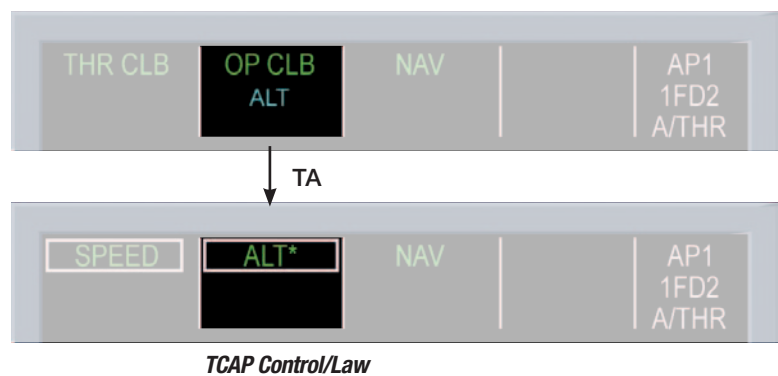 THR CLB OP CLB NAV AP1
ALT 1FD2
A/THR
TA
SPEED ALT* NAV AP1
1FD2
A/THR
TCAP Control/Law